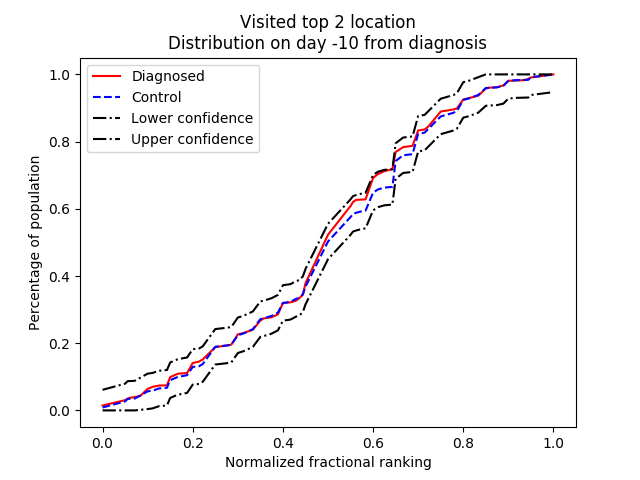 Visited top 2 location
Distribution on day -10 from diagnosis
Diagnosed
Control
Lower confidence
Upper confidence
Percentage of population
1.0
0.8
0.6
0.4
0.2
0.0
0.0 0.2 0.4 0.6 0.8 1.0
Normalized fractional ranking